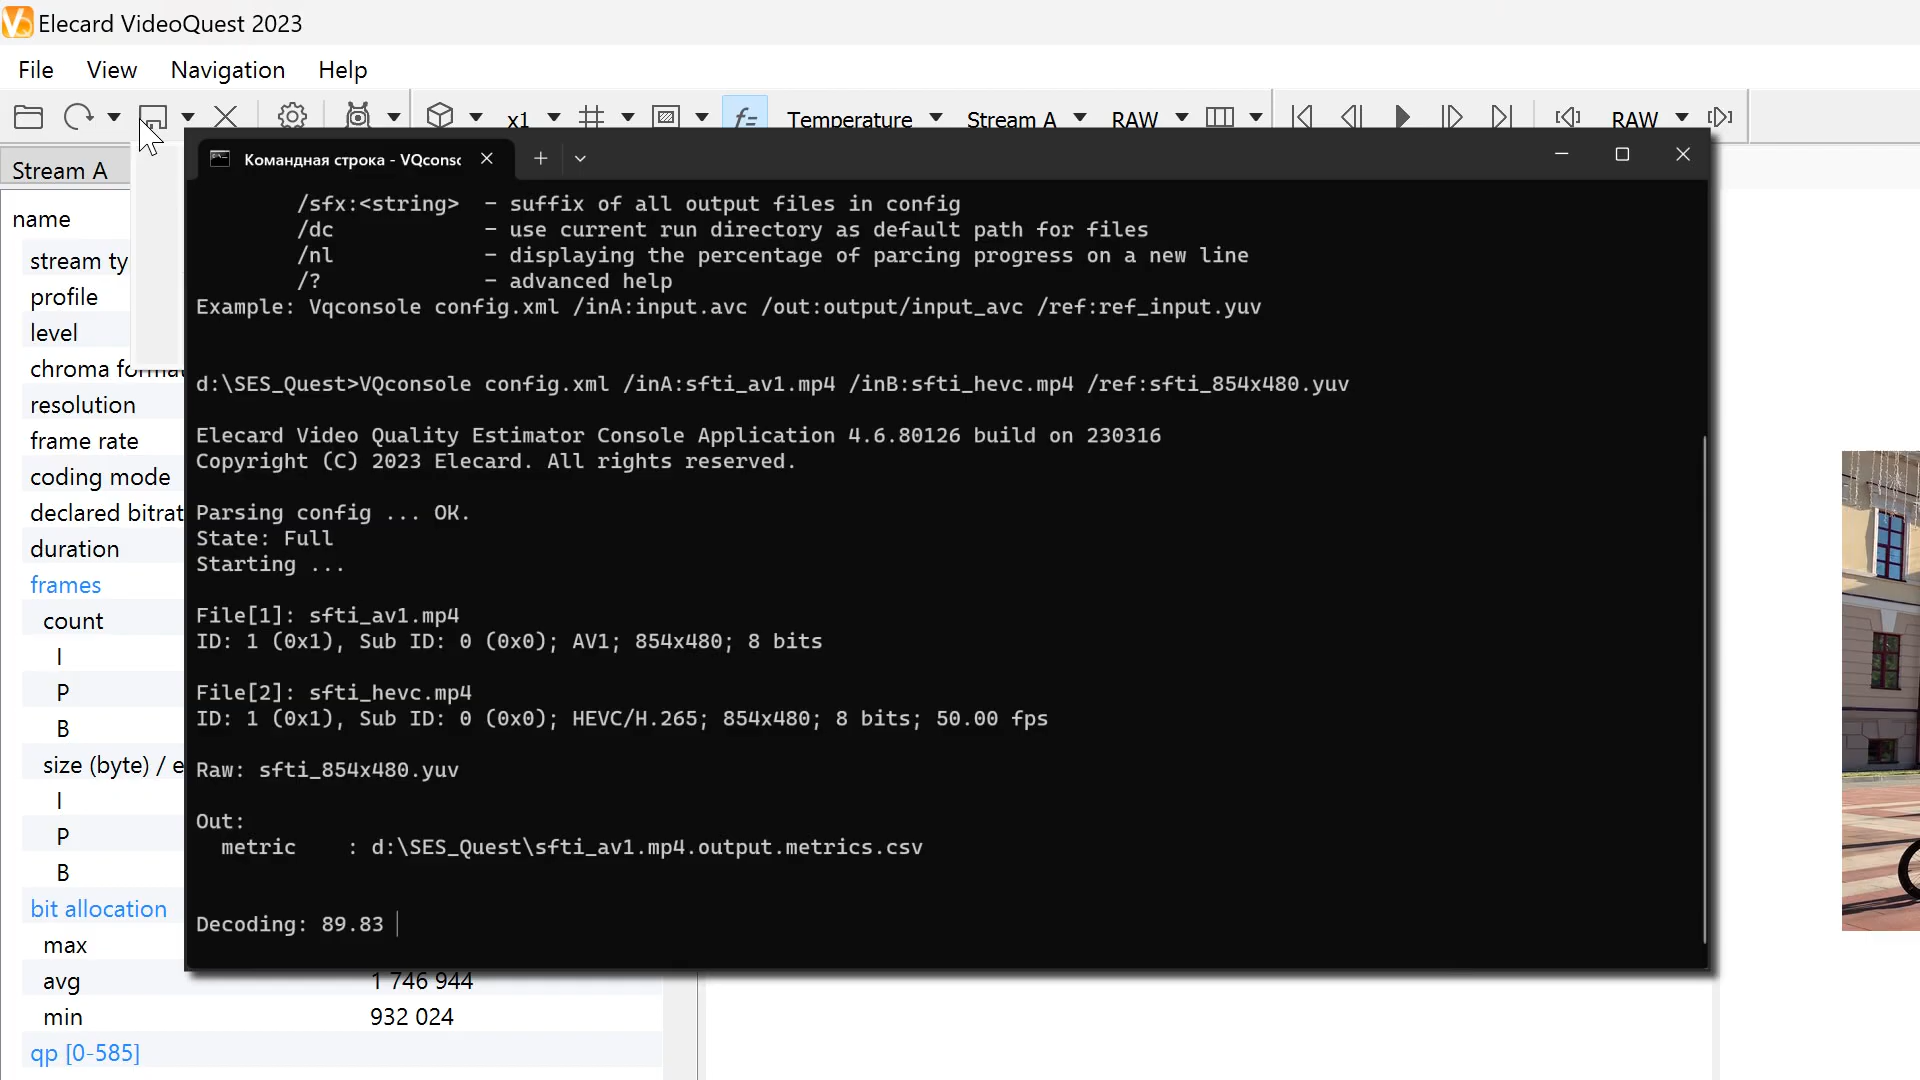 Elecard VideoQuest 2023
File View Navigation Help
x1 Temperature Stream A RAW RAW
Stream A
name
stream ty
profile
level
chroma format
resolution
frame rate
coding mode
declared bitrat
duration
frames
count
I
P
B
size (byte) / e
I
P
B
bit allocation
max
avg 1 746 944
min 932 024
qp [0-585]
Командная строка - VQconsc
/sfx:<string> - suffix of all output files in config
/dc - use current run directory as default path for files
/nl - displaying the percentage of parcing progress on a new line
/? - advanced help
Example: Vqconsole config.xml /inA:input.avc /out:output/input_avc /ref:ref_input.yuv
d:\SES_Quest>VQconsole config.xml /inA:sfti_av1.mp4 /inB:sfti_hevc.mp4 /ref:sfti_854x480.yuv
Elecard Video Quality Estimator Console Application 4.6.80126 build on 230316
Copyright (C) 2023 Elecard. All rights reserved.
Parsing config ... OK.
State: Full
Starting ...
File[1]: sfti_av1.mp4
ID: 1 (0x1), Sub ID: 0 (0x0); AV1; 854x480; 8 bits
File[2]: sfti_hevc.mp4
ID: 1 (0x1), Sub ID: 0 (0x0); HEVC/H.265; 854x480; 8 bits; 50.00 fps
Raw: sfti_854x480.yuv
Out:
metric : d:\SES_Quest\sfti_av1.mp4.output.metrics.csv
Decoding: 89.83